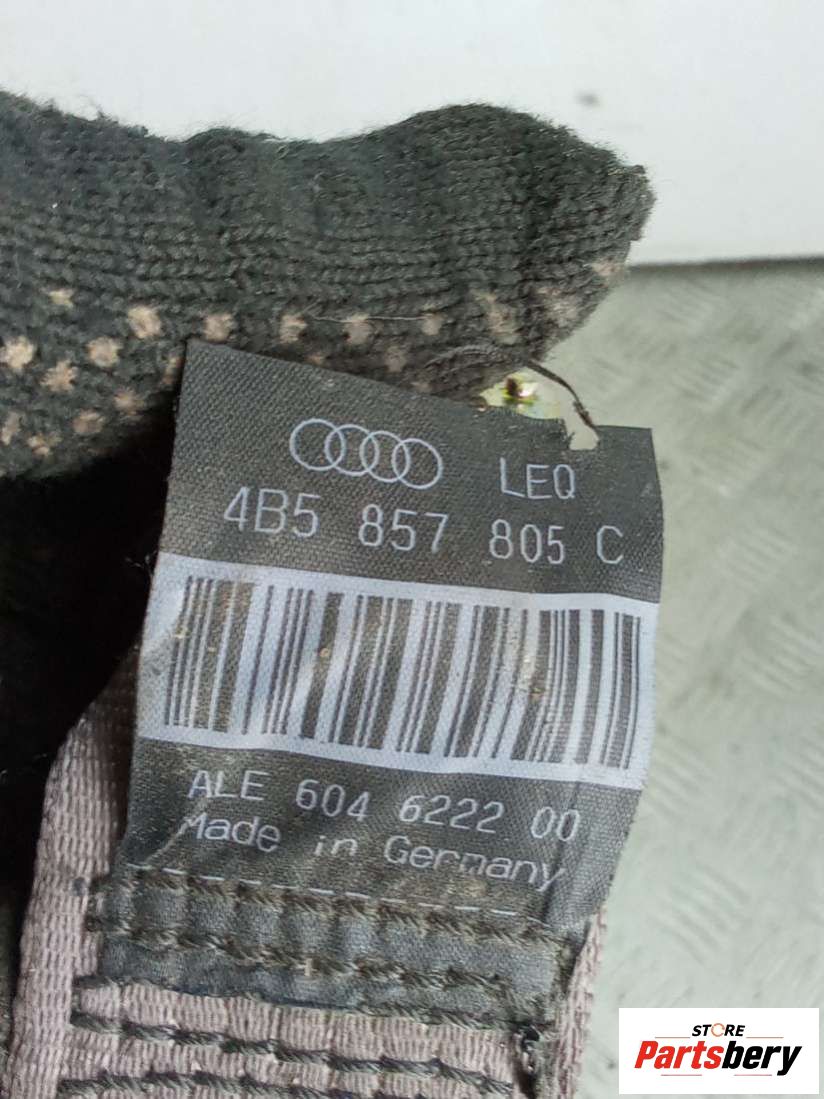 LEQ
4B5 857 805 C
ALE 604 6222 00
Made in Germany
STORE
Partsbery